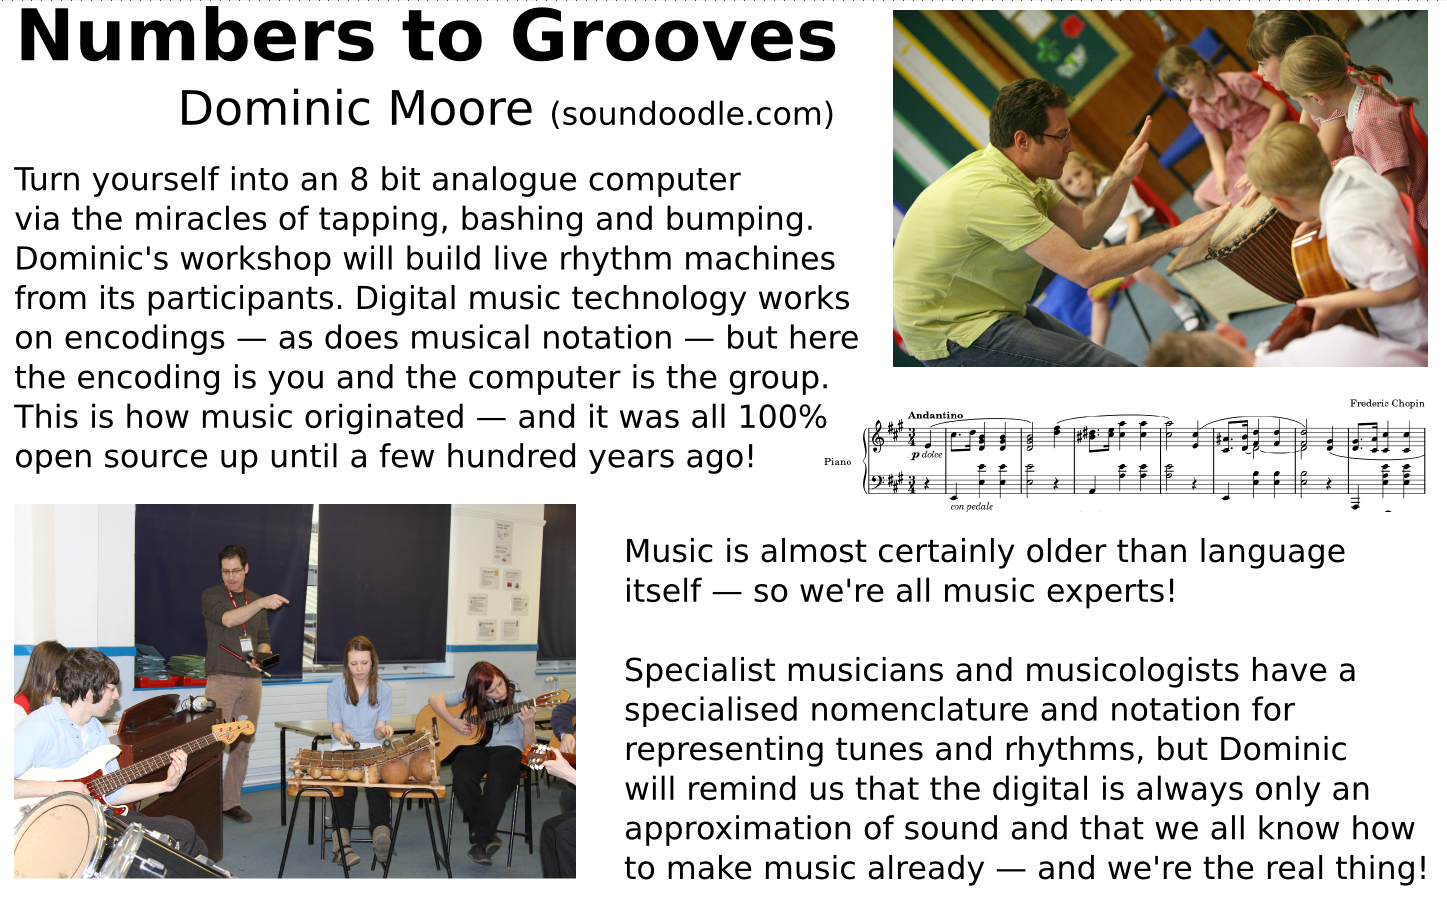 Numbers to Grooves
Dominic Moore (soundoodle.com)
Turn yourself into an 8 bit analogue computer
via the miracles of tapping, bashing and bumping.
Dominic's workshop will build live rhythm machines
from its participants. Digital music technology works
on encodings — as does musical notation — but here
the encoding is you and the computer is the group.
This is how music originated — and it was all 100%
open source up until a few hundred years ago!
Frederic Chopin
Andantino
p dolce
Piano
con pedale
Music is almost certainly older than language
itself — so we're all music experts!
Specialist musicians and musicologists have a
specialised nomenclature and notation for
representing tunes and rhythms, but Dominic
will remind us that the digital is always only an
approximation of sound and that we all know how
to make music already — and we're the real thing!